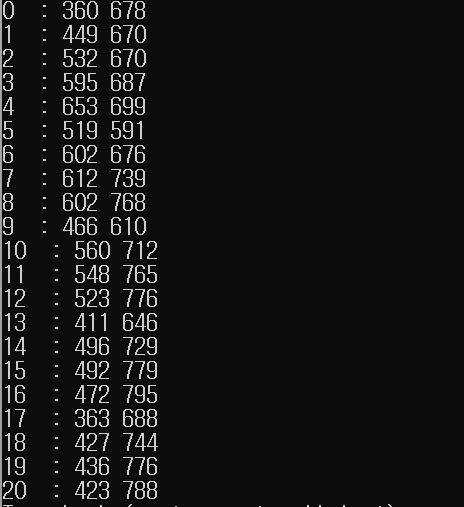 0 : 360 678
1 : 449 670
2 : 532 670
3 : 595 687
4 : 653 699
5 : 519 591
6 : 602 676
7 : 612 739
8 : 602 768
9 : 466 610
10 : 560 712
11 : 548 765
12 : 523 776
13 : 411 646
14 : 496 729
15 : 492 779
16 : 472 795
17 : 363 688
18 : 427 744
19 : 436 776
20 : 423 788